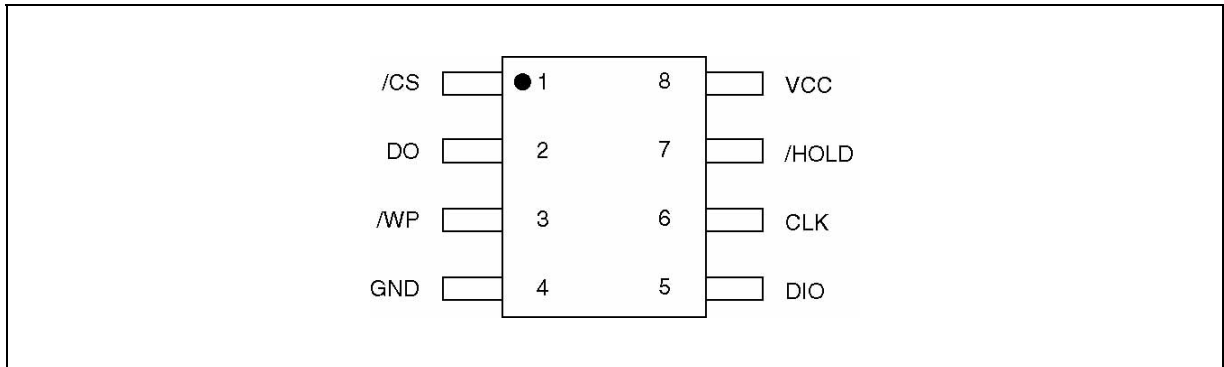 /CS 1 8 VCC
DO 2 7 /HOLD
/WP 3 6 CLK
GND 4 5 DIO